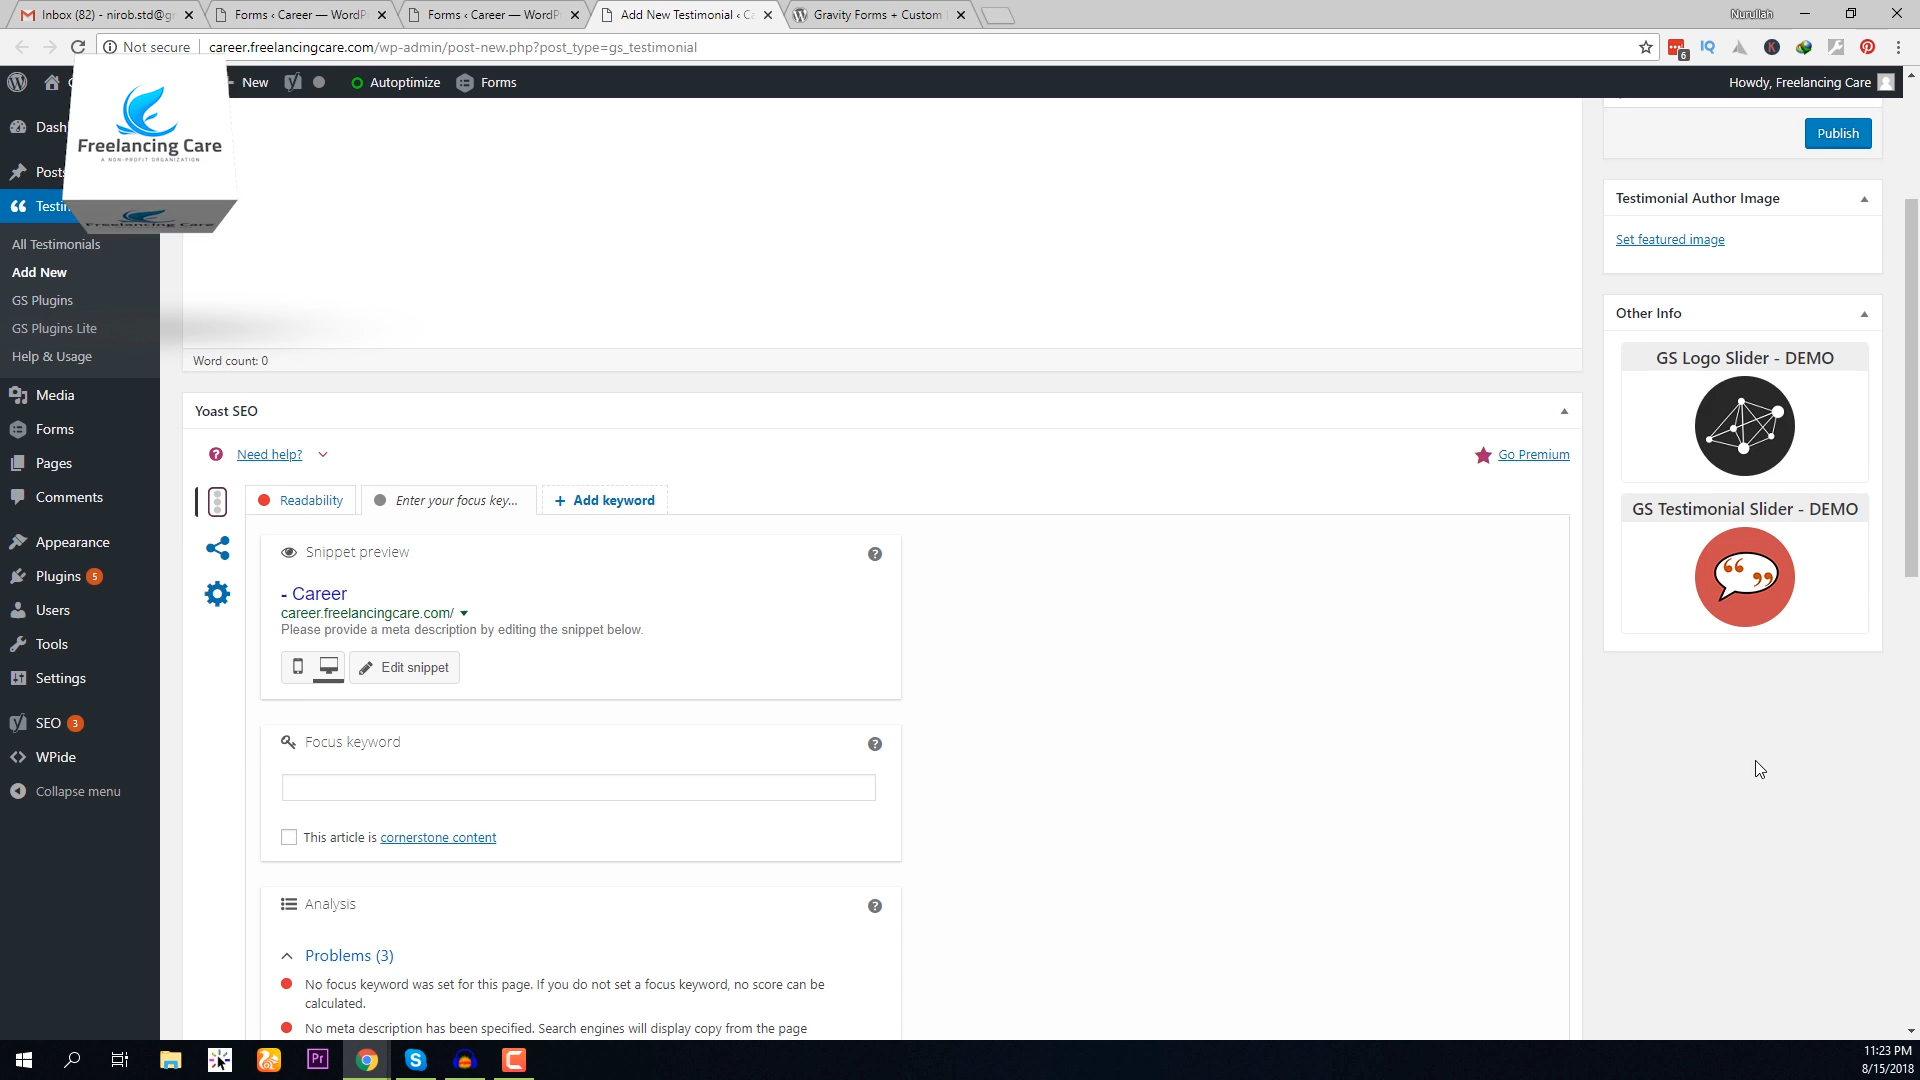 Inbox (82) - nirob.std@g
Forms ‹ Career — WordP
Forms ‹ Career — WordP
Add New Testimonial ‹ C
Gravity Forms + Custom
Nurullah
Not secure
career.freelancingcare.com/wp-admin/post-new.php?post_type=gs_testimonial
6
New
Autoptimize
Forms
Howdy, Freelancing Care
Freelancing Care
A NON-PROFIT ORGANIZATION
Freelancing Care
Dash
Posts
Testi
All Testimonials
Add New
GS Plugins
GS Plugins Lite
Help & Usage
Media
Forms
Pages
Comments
Appearance
Plugins 5
Users
Tools
Settings
SEO 3
WPide
Collapse menu
Word count: 0
Yoast SEO
Need help?
Go Premium
Readability
Enter your focus key...
+ Add keyword
Snippet preview
- Career
career.freelancingcare.com/
Please provide a meta description by editing the snippet below.
Edit snippet
Focus keyword
This article is cornerstone content
Analysis
Problems (3)
No focus keyword was set for this page. If you do not set a focus keyword, no score can be
calculated.
No meta description has been specified. Search engines will display copy from the page
Publish
Testimonial Author Image
Set featured image
Other Info
GS Logo Slider - DEMO
GS Testimonial Slider - DEMO
11:23 PM
8/15/2018